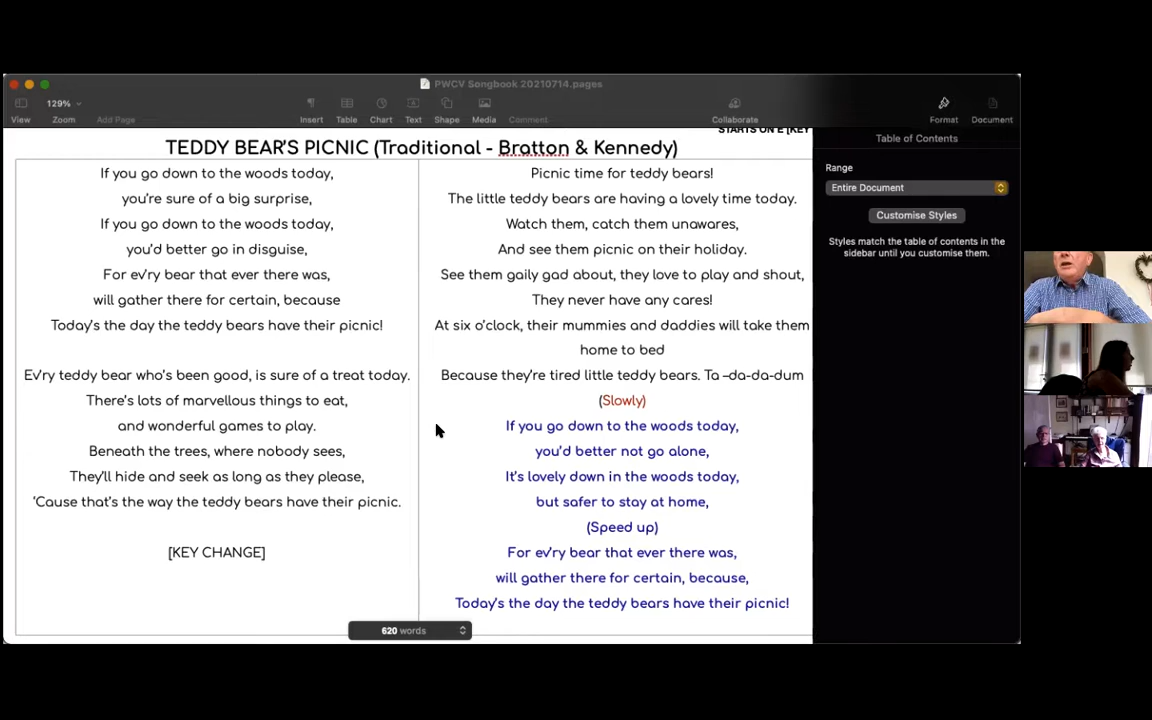 PWCV Songbook 20210714.pages
129%
View
Zoom
Add Page
Insert
Table
Chart
Text
Shape
Media
Comment
Collaborate
Format
Document
STARTS ON E [KEY
TEDDY BEAR'S PICNIC (Traditional - Bratton & Kennedy)
If you go down to the woods today,
you're sure of a big surprise,
If you go down to the woods today,
you'd better go in disguise,
For ev'ry bear that ever there was,
will gather there for certain, because
Today's the day the teddy bears have their picnic!
Ev'ry teddy bear who's been good, is sure of a treat today.
There's lots of marvellous things to eat,
and wonderful games to play.
Beneath the trees, where nobody sees,
They'll hide and seek as long as they please,
'Cause that's the way the teddy bears have their picnic.
[KEY CHANGE]
Picnic time for teddy bears!
The little teddy bears are having a lovely time today.
Watch them, catch them unawares,
And see them picnic on their holiday.
See them gaily gad about, they love to play and shout,
They never have any cares!
At six o'clock, their mummies and daddies will take them
home to bed
Because they're tired little teddy bears. Ta –da-da-dum
(Slowly)
If you go down to the woods today,
you'd better not go alone,
It's lovely down in the woods today,
but safer to stay at home,
(Speed up)
For ev'ry bear that ever there was,
will gather there for certain, because,
Today's the day the teddy bears have their picnic!
620 words
Table of Contents
Range
Entire Document
Customise Styles
Styles match the table of contents in the
sidebar until you customise them.